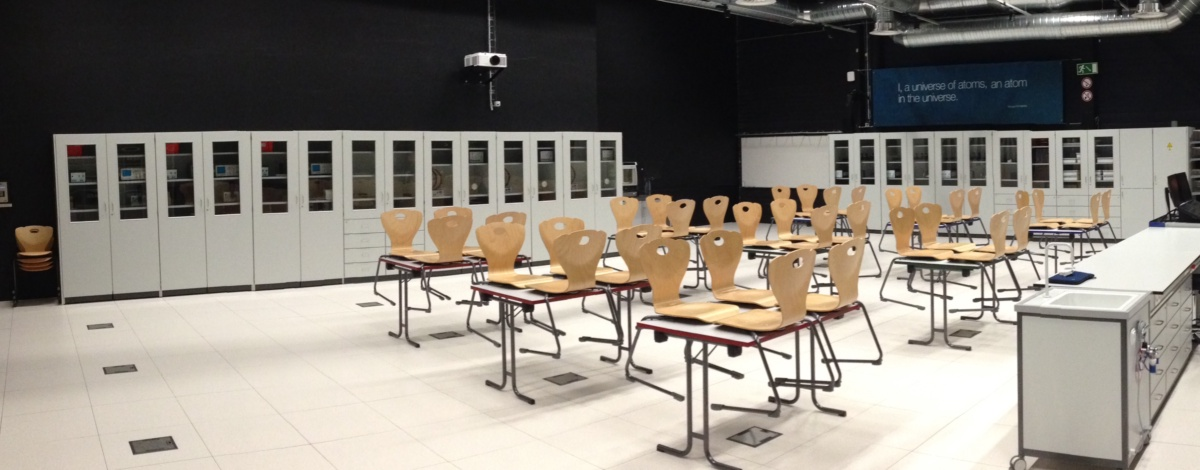 I, a universe of atoms, an atom
in the universe.